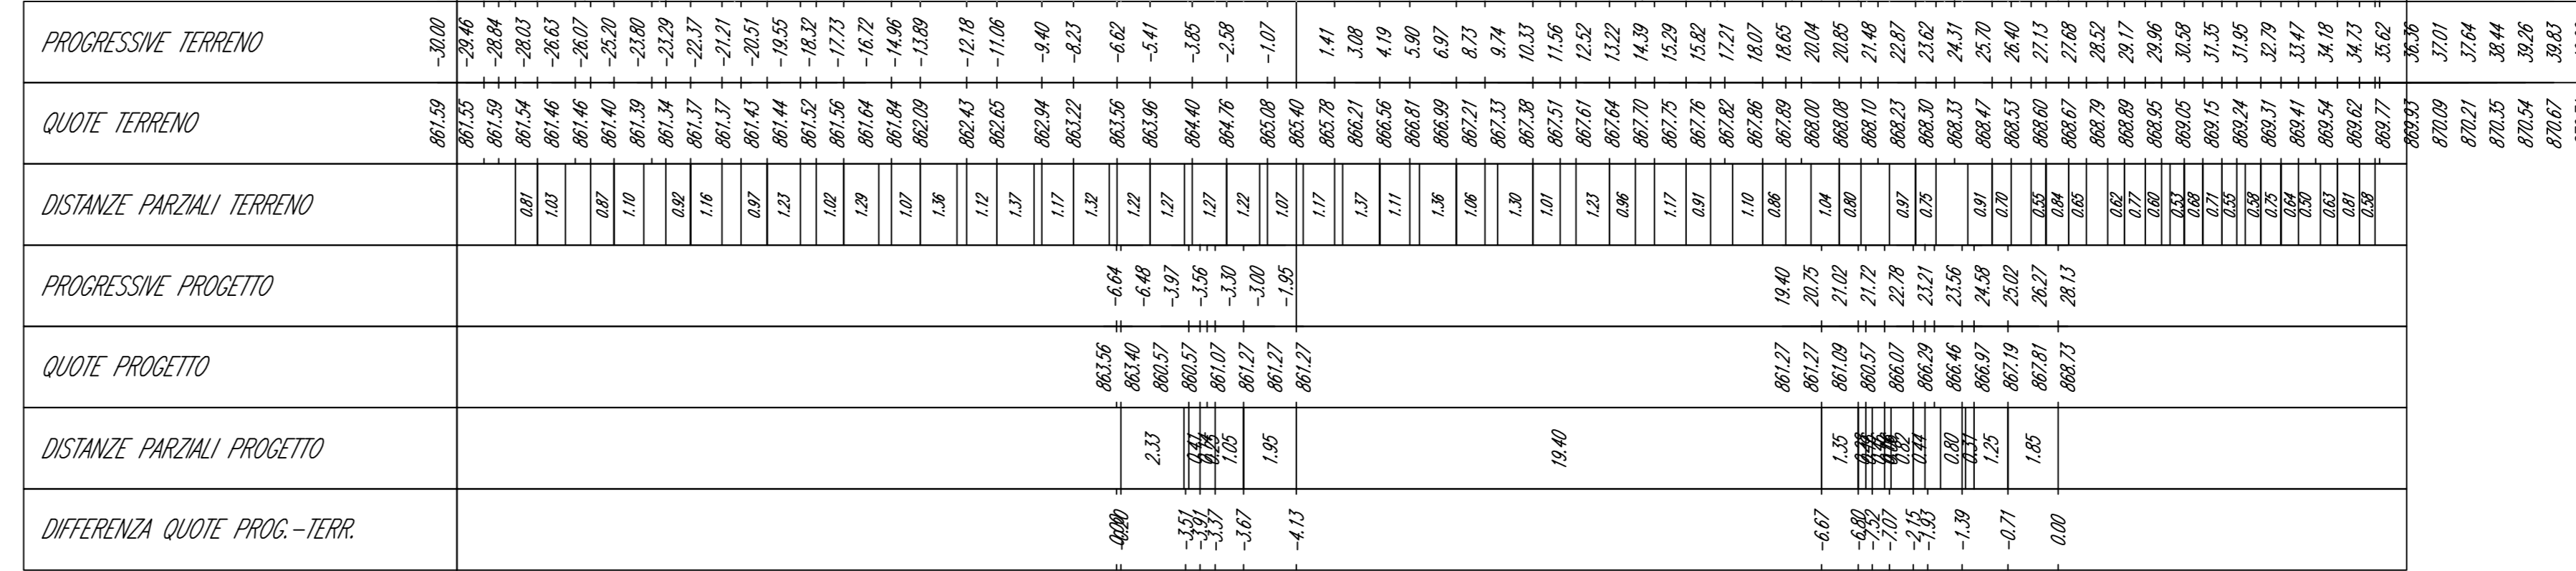 PROGRESSIVE TERRENO -30.00 -29.46 -28.84 -28.03 -26.63 -26.07 -25.20 -23.80 -23.29 -22.37 -21.21 -20.51 -19.55 -18.32 -17.73 -16.72 -14.96 -13.89 -12.18 -11.06 -9.40 -8.23 -6.62 -5.41 -3.85 -2.58 -1.07 1.41 3.08 4.19 5.90 6.97 8.73 9.74 10.33 11.56 12.52 13.22 14.39 15.29 15.82 17.21 18.07 18.65 20.04 20.85 21.48 22.87 23.62 24.31 25.70 26.40 27.13 27.68 28.52 29.17 29.96 30.58 31.35 31.95 32.79 33.47 34.18 34.73 35.62 36.36 37.01 37.64 38.44 39.26 39.83
QUOTE TERRENO 861.59 861.55 861.59 861.54 861.46 861.46 861.40 861.39 861.34 861.37 861.37 861.43 861.44 861.52 861.56 861.64 861.84 862.09 862.43 862.65 862.94 863.22 863.56 863.96 864.40 864.76 865.08 865.40 865.78 866.21 866.56 866.81 866.99 867.21 867.33 867.38 867.51 867.61 867.64 867.70 867.75 867.76 867.82 867.86 867.89 868.00 868.08 868.10 868.23 868.30 868.33 868.47 868.53 868.60 868.67 868.79 868.89 868.95 869.05 869.15 869.24 869.31 869.41 869.54 869.62 869.77 869.93 870.09 870.21 870.35 870.54 870.67
DISTANZE PARZIALI TERRENO 0.81 1.03 0.87 1.10 0.92 1.16 0.97 1.23 1.02 1.29 1.07 1.36 1.12 1.37 1.17 1.32 1.22 1.27 1.27 1.22 1.07 1.17 1.37 1.11 1.36 1.06 1.30 1.01 1.23 0.96 1.17 0.91 1.10 0.86 1.04 0.80 0.97 0.75 0.91 0.70 0.55 0.84 0.65 0.62 0.77 0.60 0.53 0.68 0.71 0.55 0.58 0.75 0.64 0.50 0.63 0.81 0.58
PROGRESSIVE PROGETTO -6.64 -6.48 -3.97 -3.56 -3.30 -3.00 -1.95 19.40 20.75 21.02 21.72 22.78 23.21 23.56 24.58 25.02 26.27 28.13
QUOTE PROGETTO 863.56 863.40 860.57 860.57 861.07 861.27 861.27 861.27 861.27 861.27 861.09 860.57 866.07 866.29 866.46 866.97 867.19 867.81 868.73
DISTANZE PARZIALI PROGETTO 2.33 0.41 1.05 1.95 19.40 1.35 0.82 0.44 0.80 0.31 1.25 1.85
DIFFERENZA QUOTE PROG.-TERR. -3.51 -3.91 -3.37 -3.67 -4.13 -6.67 -6.80 -7.52 -7.07 -2.15 -1.93 -1.39 -0.71 0.00